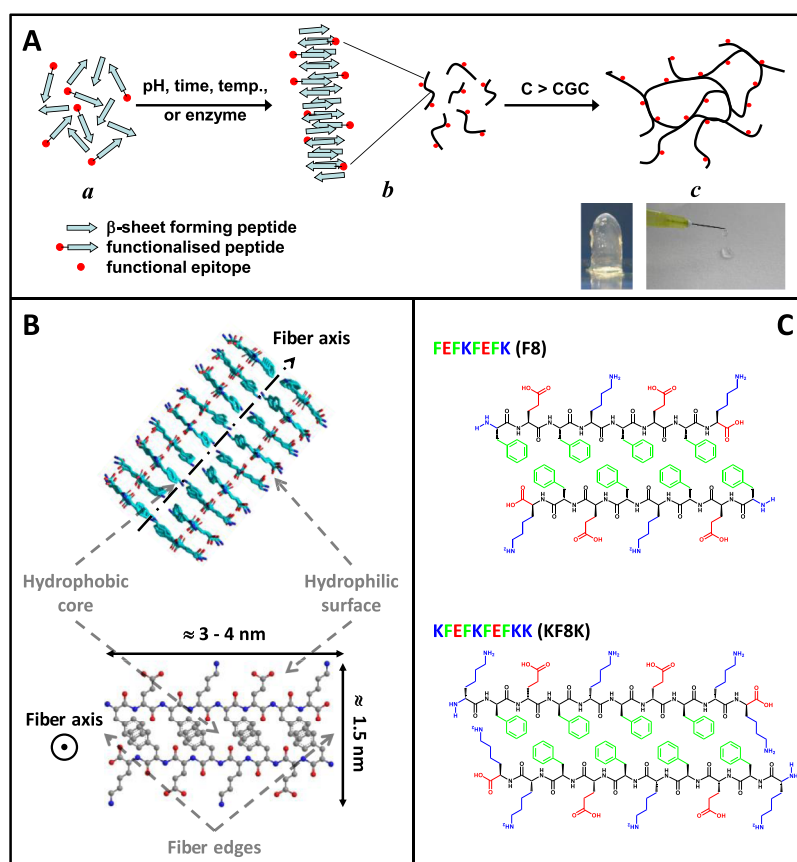 A
pH, time, temp.,
or enzyme
C > CGC
a
b
c
β-sheet forming peptide
functionalised peptide
functional epitope
B
Fiber axis
Hydrophobic
core
Hydrophilic
surface
≈ 3 - 4 nm
≈ 1.5 nm
Fiber axis
Fiber edges
C
FEFKFEFK (F8)
KFEFKFEFKK (KF8K)